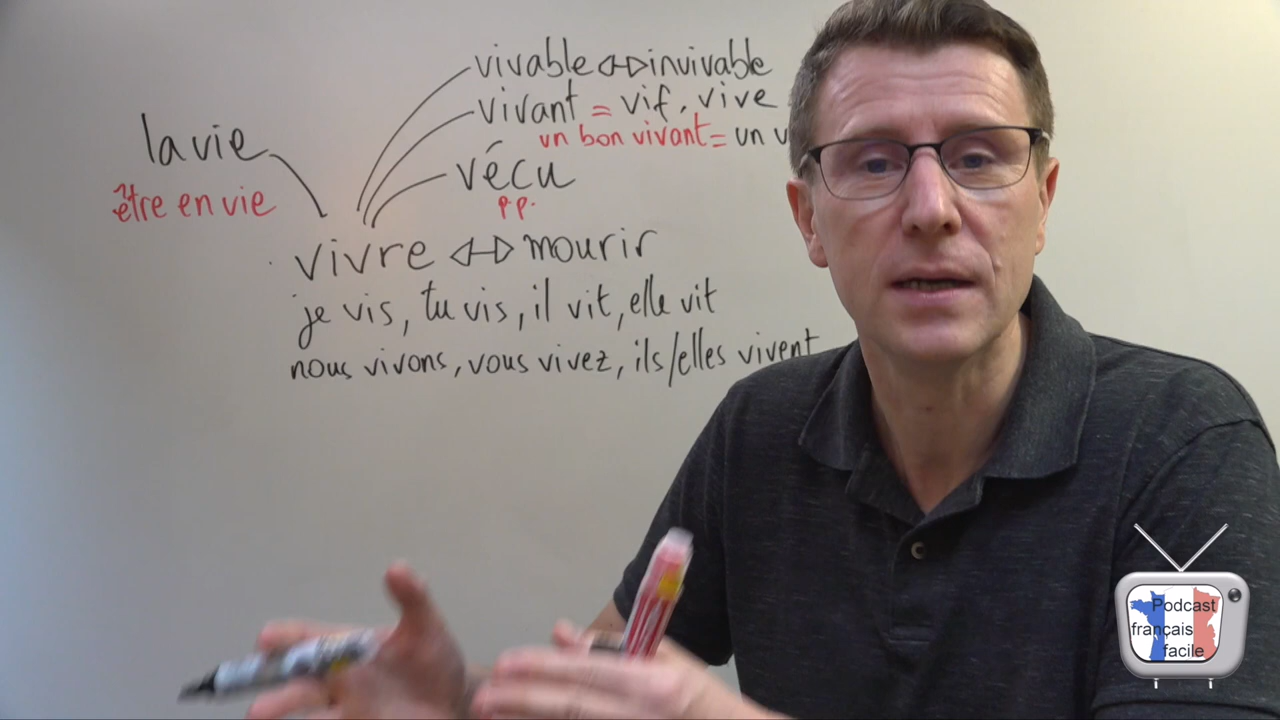 vivable ⇔ invivable
vivant = vif, vive
un bon vivant = un v
la vie
vécu
être en vie
p.p.
vivre ⇔ mourir
je vis, tu vis, il vit, elle vit
nous vivons, vous vivez, ils/elles vivent
Podcast
français
facile